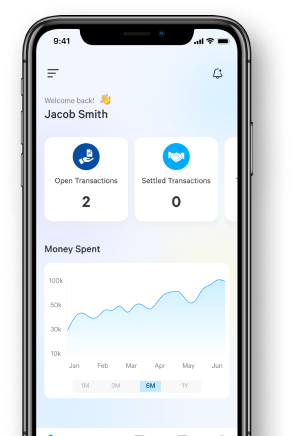 9:41
Welcome back! 👋
Jacob Smith
Open Transactions
2
Settled Transactions
0
Money Spent
100k
50k
30k
10k
Jan Feb Mar Apr May Jun
1M 3M 6M 1Y